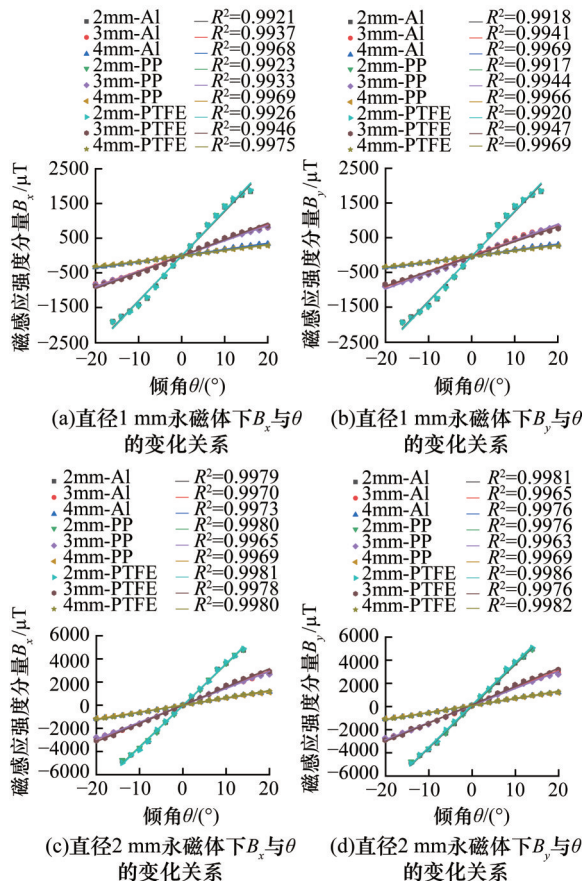 2mm-Al R²=0.9921
3mm-Al R²=0.9937
4mm-Al R²=0.9968
2mm-PP R²=0.9923
3mm-PP R²=0.9933
4mm-PP R²=0.9969
2mm-PTFE R²=0.9926
3mm-PTFE R²=0.9946
4mm-PTFE R²=0.9975
磁感应强度分量Bx/μT
2500
1500
500
−500
−1500
−2500
−20 −10 0 10 20
倾角θ/(°)
(a)直径1 mm永磁体下Bx与θ
的变化关系
2mm-Al R²=0.9918
3mm-Al R²=0.9941
4mm-Al R²=0.9969
2mm-PP R²=0.9917
3mm-PP R²=0.9944
4mm-PP R²=0.9966
2mm-PTFE R²=0.9920
3mm-PTFE R²=0.9947
4mm-PTFE R²=0.9969
磁感应强度分量By/μT
2500
1500
500
−500
−1500
−2500
−20 −10 0 10 20
倾角θ/(°)
(b)直径1 mm永磁体下By与θ
的变化关系
2mm-Al R²=0.9979
3mm-Al R²=0.9970
4mm-Al R²=0.9973
2mm-PP R²=0.9980
3mm-PP R²=0.9965
4mm-PP R²=0.9969
2mm-PTFE R²=0.9981
3mm-PTFE R²=0.9978
4mm-PTFE R²=0.9980
磁感应强度分量Bx/μT
6000
4000
2000
0
−2000
−4000
−6000
−20 −10 0 10 20
倾角θ/(°)
(c)直径2 mm永磁体下Bx与θ
的变化关系
2mm-Al R²=0.9981
3mm-Al R²=0.9965
4mm-Al R²=0.9976
2mm-PP R²=0.9976
3mm-PP R²=0.9963
4mm-PP R²=0.9969
2mm-PTFE R²=0.9986
3mm-PTFE R²=0.9976
4mm-PTFE R²=0.9982
磁感应强度分量By/μT
6000
4000
2000
0
−2000
−4000
−6000
−20 −10 0 10 20
倾角θ/(°)
(d)直径2 mm永磁体下By与θ
的变化关系